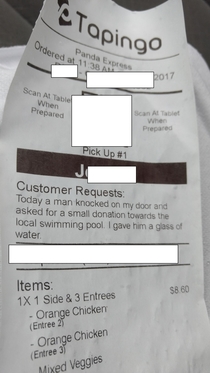 Tapingo
Panda Express
Ordered at 11:38 AM
2017
Scan At Tablet
When
Prepared
Scan At Tablet
When
Prepared
Pick Up #1
Customer Requests:
Today a man knocked on my door and
asked for a small donation towards the
local swimming pool. I gave him a glass of
water.
Items:
1X 1 Side & 3 Entrees $8.60
- Orange Chicken
(Entree 2)
- Orange Chicken
(Entree 3)
Mixed Veggies